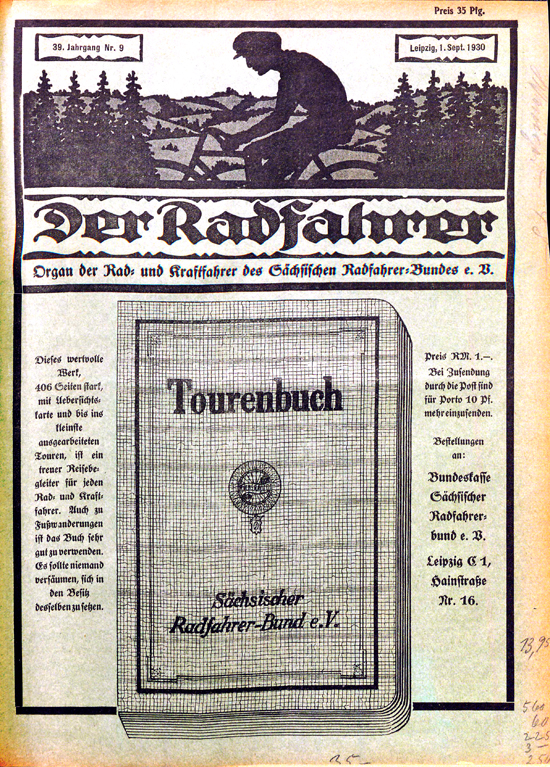 Preis 35 Pfg.
39. Jahrgang Nr. 9
Leipzig, 1. Sept. 1930
Der Radfahrer
Organ der Rad- und Kraftfahrer des Sächsischen Radfahrer-Bundes e. V.
Dieses wertvolle
Werk,
406 Seiten stark,
mit Uebersichts-
karte und bis ins
kleinste
ausgearbeiteten
Touren, ist ein
treuer Reisebe-
gleiter für jeden
Rad- und Kraft-
fahrer. Auch zu
Fußwanderungen
ist das Buch sehr
gut zu verwenden.
Es sollte niemand
versäumen, sich in
den Besitz
desselben zu setzen.
Tourenbuch
Sächsischer
Radfahrer-Bund e.V.
Preis RM. 1.–.
Bei Zusendung
durch die Post sind
für Porto 10 Pf.
mehr einzusenden.
Bestellungen
an:
Bundeskasse
Sächsischer
Radfahrer-
bund e. V.
Leipzig C 1,
Hainstraße
Nr. 16.
13,95